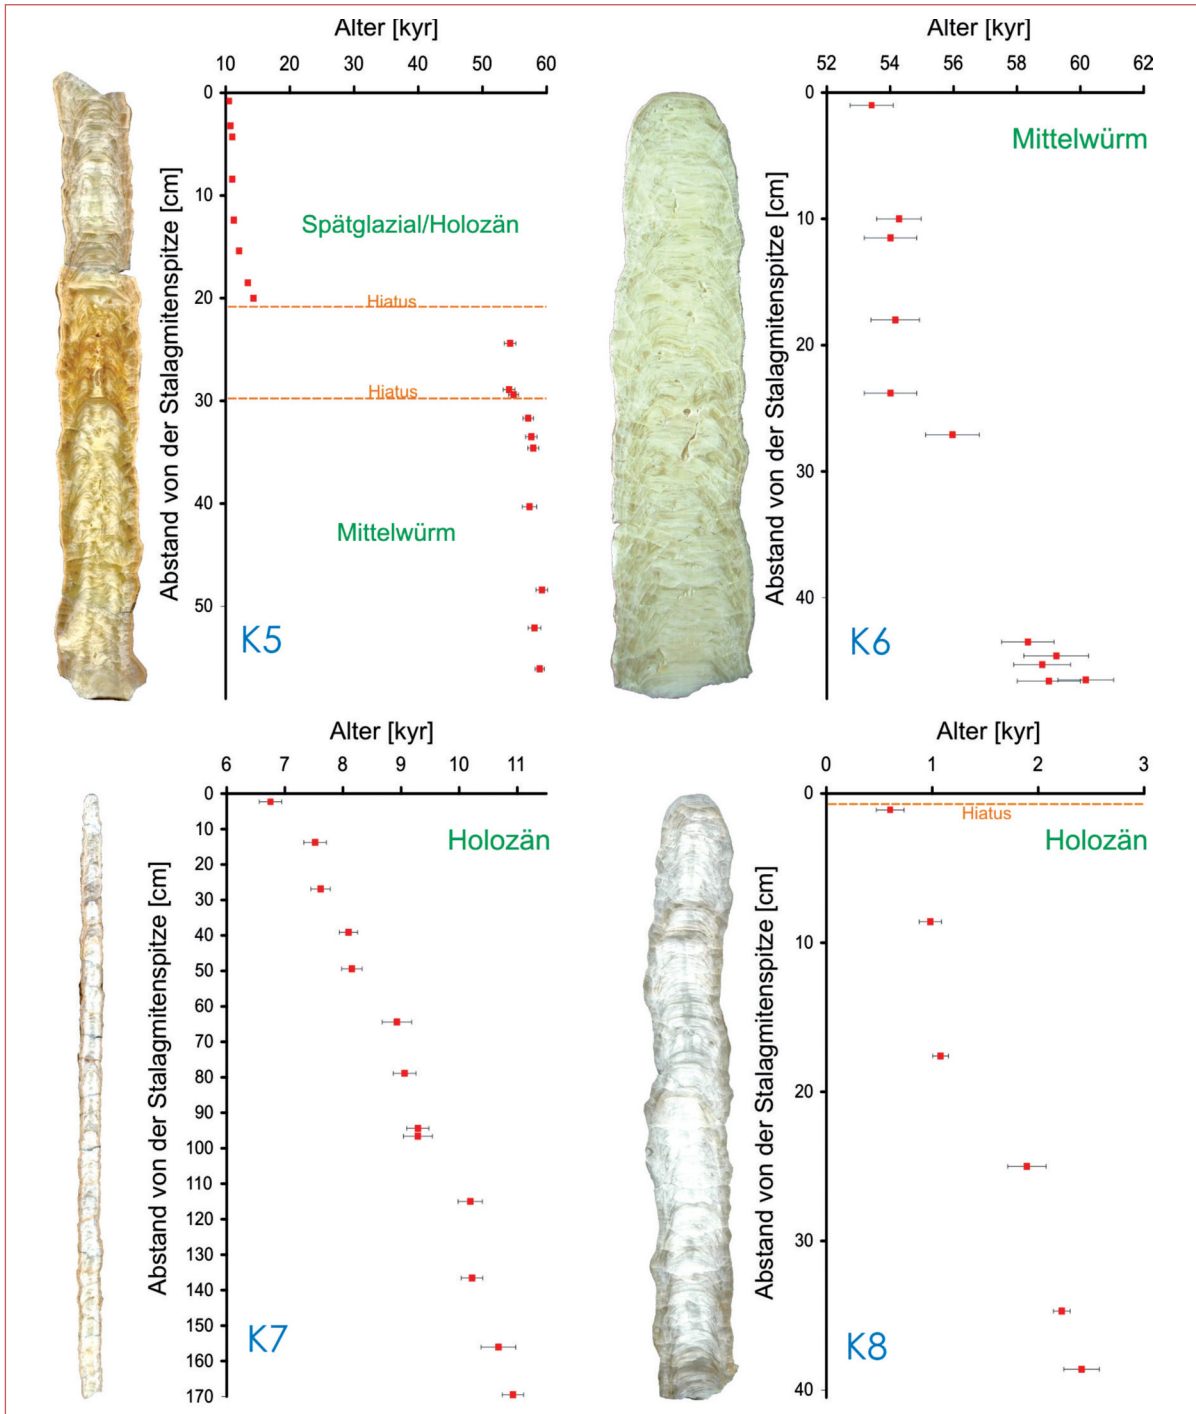 Alter [kyr]
10 20 30 40 50 60
Abstand von der Stalagmitenspitze [cm]
0
10
20
30
40
50
Spätglazial/Holozän
Hiatus
Hiatus
Mittelwürm
K5
Alter [kyr]
52 54 56 58 60 62
Abstand von der Stalagmitenspitze [cm]
0
10
20
30
40
Mittelwürm
K6
Alter [kyr]
6 7 8 9 10 11
Abstand von der Stalagmitenspitze [cm]
0
10
20
30
40
50
60
70
80
90
100
110
120
130
140
150
160
170
Holozän
K7
Alter [kyr]
0 1 2 3
Abstand von der Stalagmitenspitze [cm]
0
10
20
30
40
Hiatus
Holozän
K8